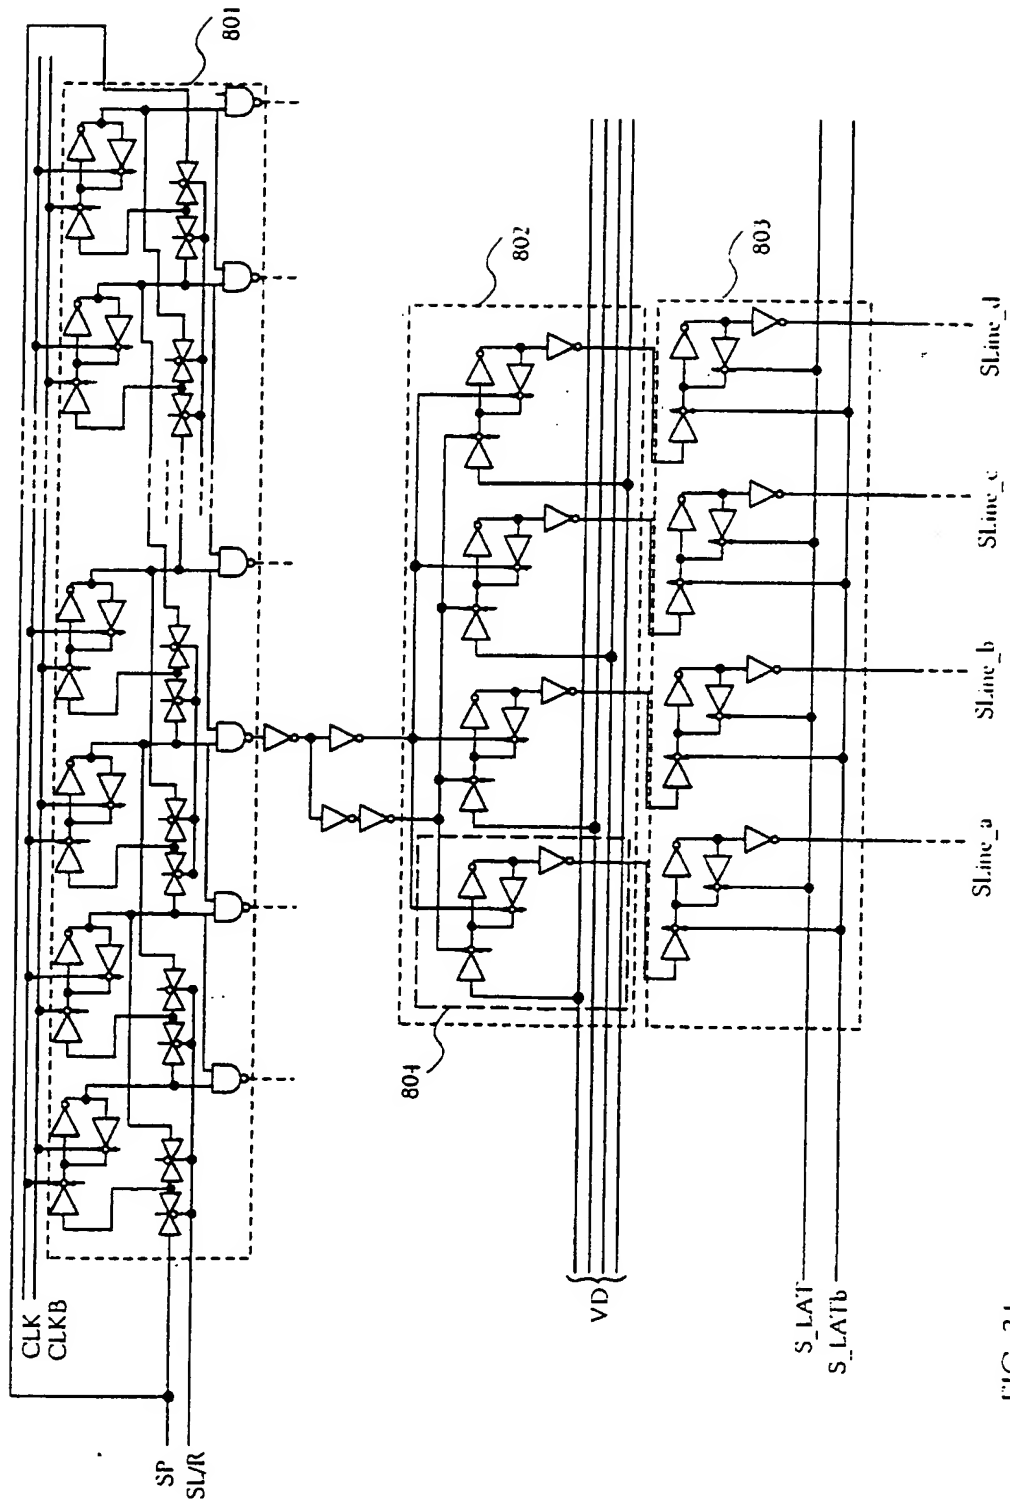 801
CLK
CLKB
SP
SL/R
802
804
VD
803
S_LAT
S_LATb
SLine_a
SLine_b
SLine_c
SLine_d